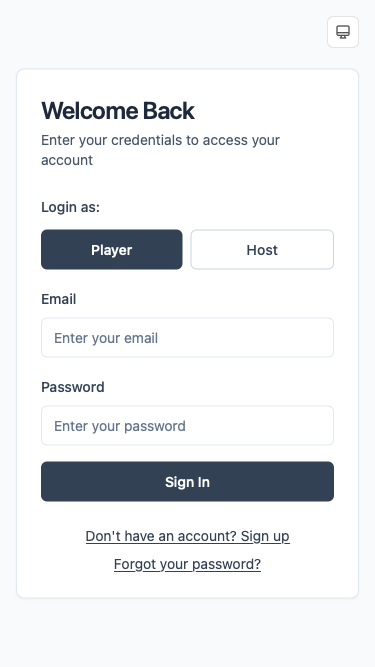 Welcome Back
Enter your credentials to access your
account
Login as:
Player
Host
Email
Enter your email
Password
Enter your password
Sign In
Don't have an account? Sign up
Forgot your password?